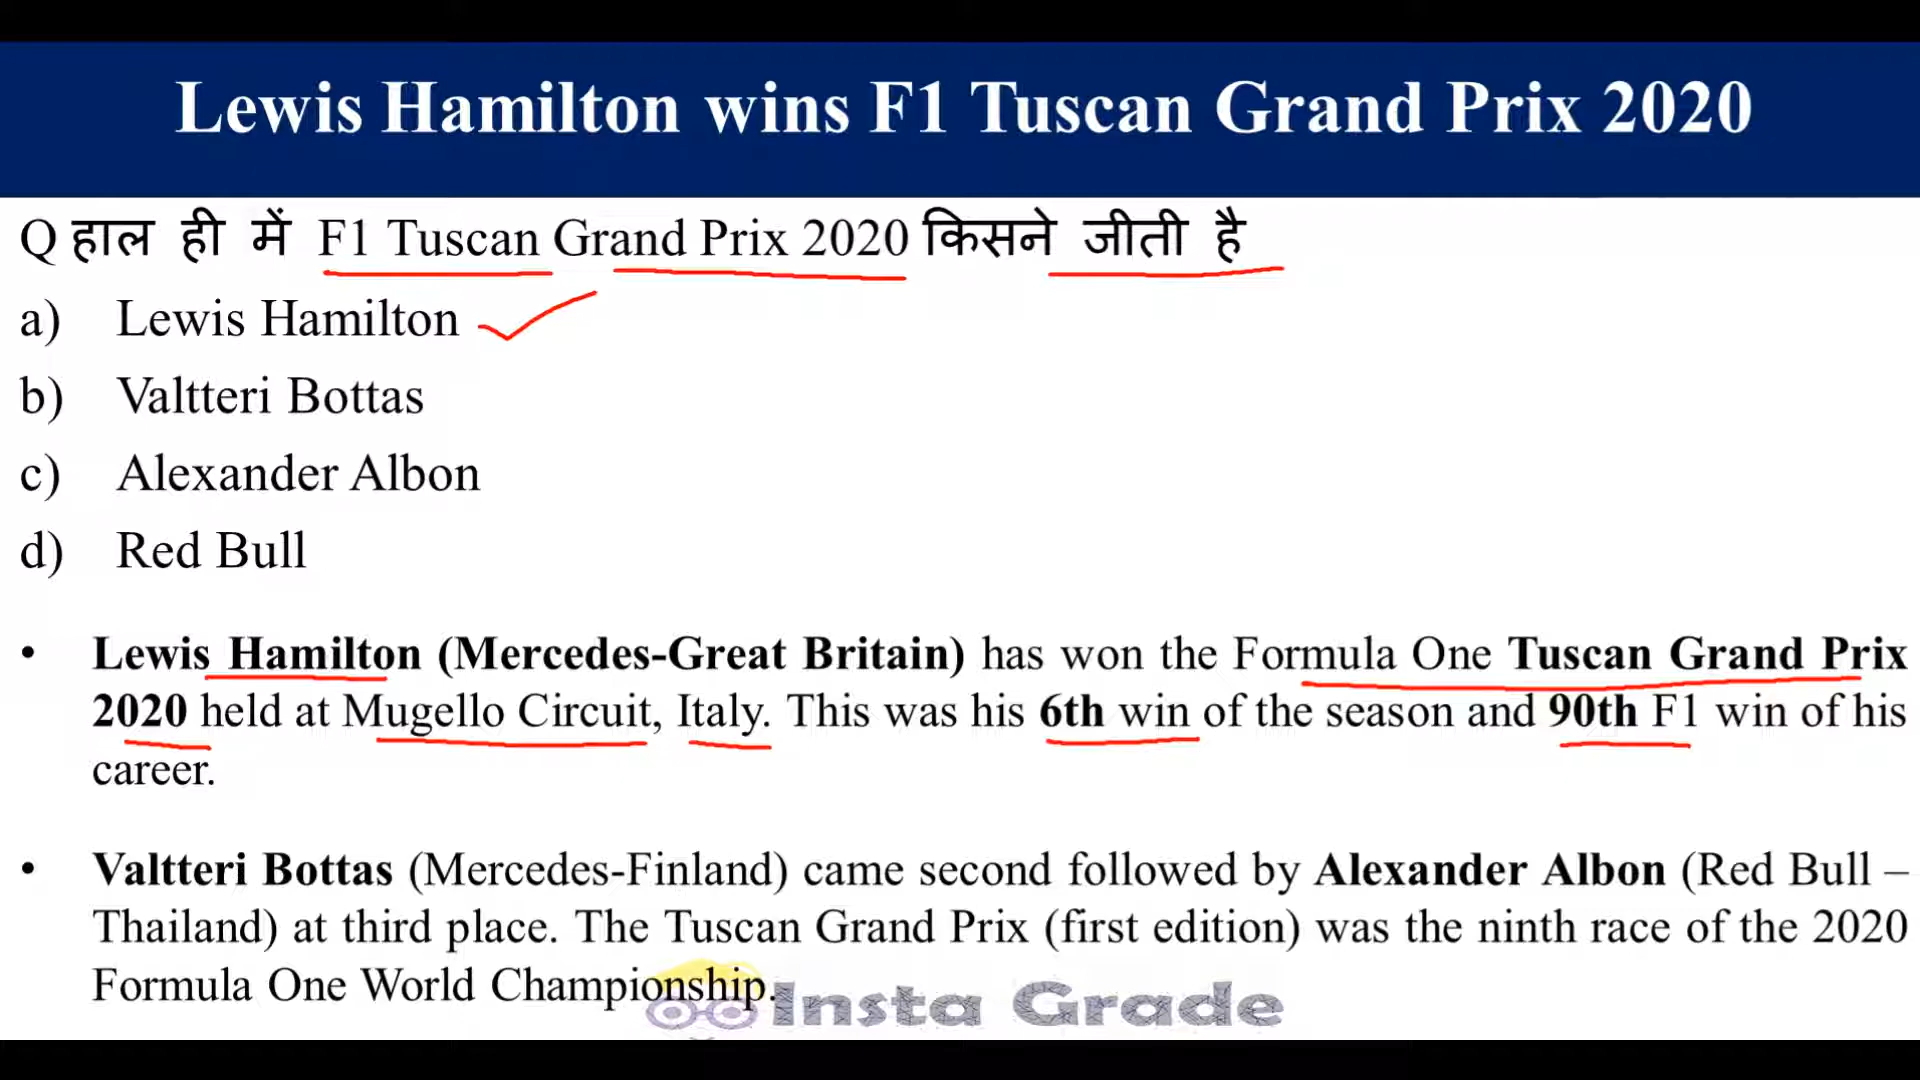 Lewis Hamilton wins F1 Tuscan Grand Prix 2020
Q हाल ही में F1 Tuscan Grand Prix 2020 किसने जीती है
a) Lewis Hamilton
b) Valtteri Bottas
c) Alexander Albon
d) Red Bull
• Lewis Hamilton (Mercedes-Great Britain) has won the Formula One Tuscan Grand Prix
2020 held at Mugello Circuit, Italy. This was his 6th win of the season and 90th F1 win of his
career.
• Valtteri Bottas (Mercedes-Finland) came second followed by Alexander Albon (Red Bull –
Thailand) at third place. The Tuscan Grand Prix (first edition) was the ninth race of the 2020
Formula One World Championship.
Insta Grade